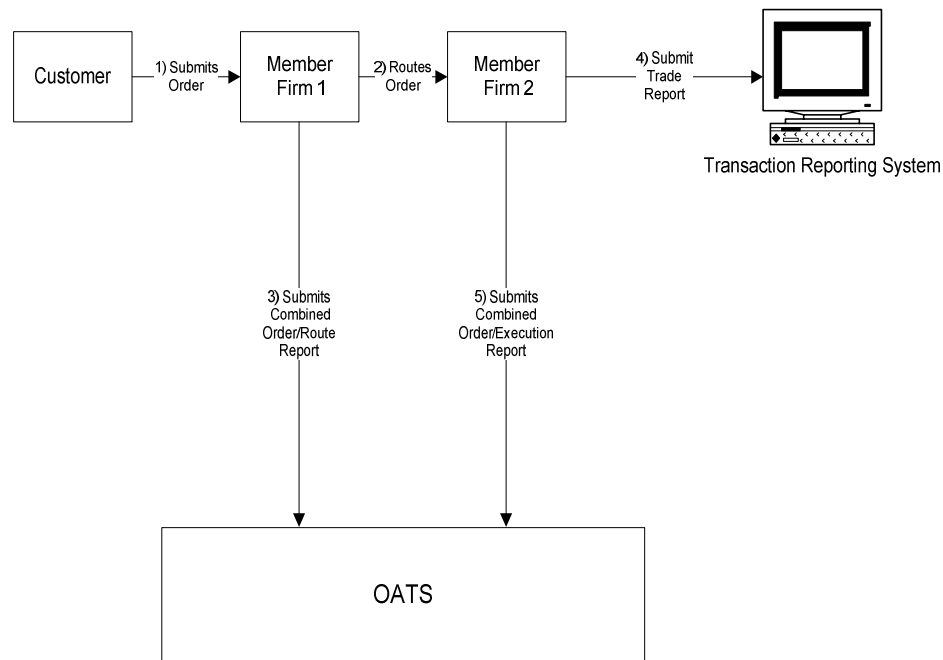 Customer
1) Submits
Order
Member
Firm 1
2) Routes
Order
Member
Firm 2
4) Submit
Trade
Report
Transaction Reporting System
3) Submits
Combined
Order/Route
Report
5) Submits
Combined
Order/Execution
Report
OATS